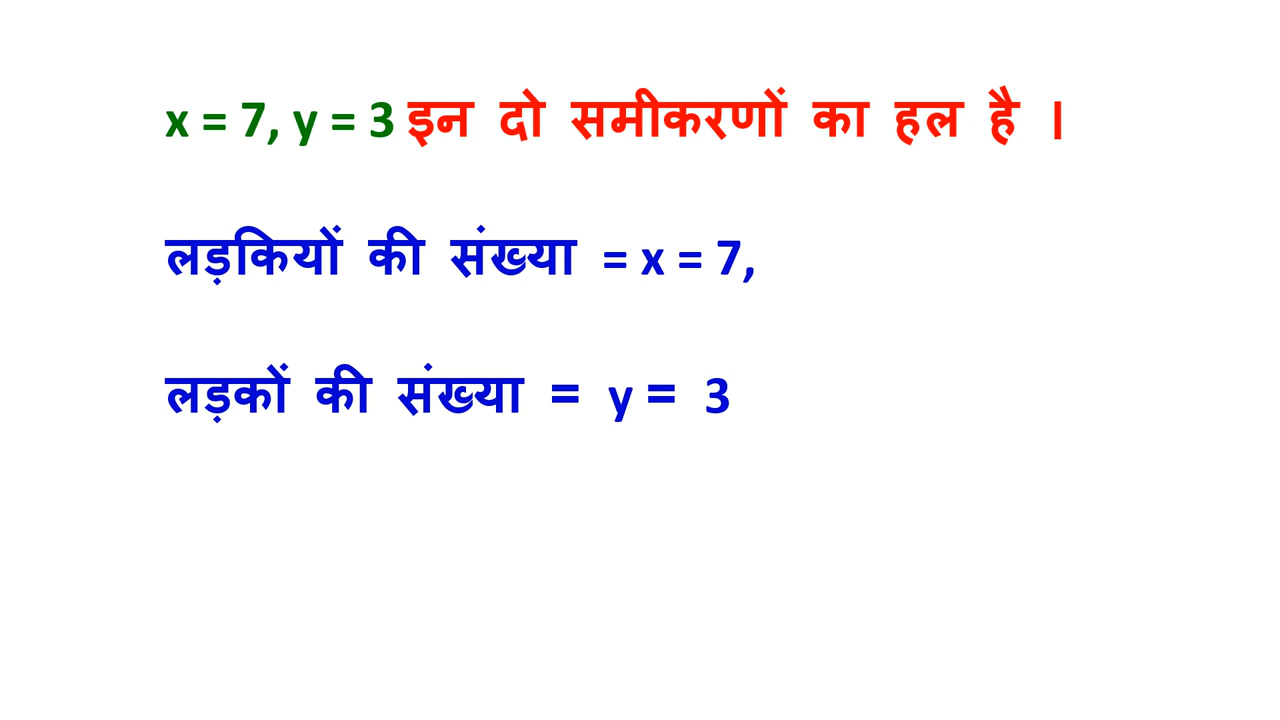 x = 7, y = 3 इन दो समीकरणों का हल है ।
लड़कियों की संख्या = x = 7,
लड़कों की संख्या = y = 3